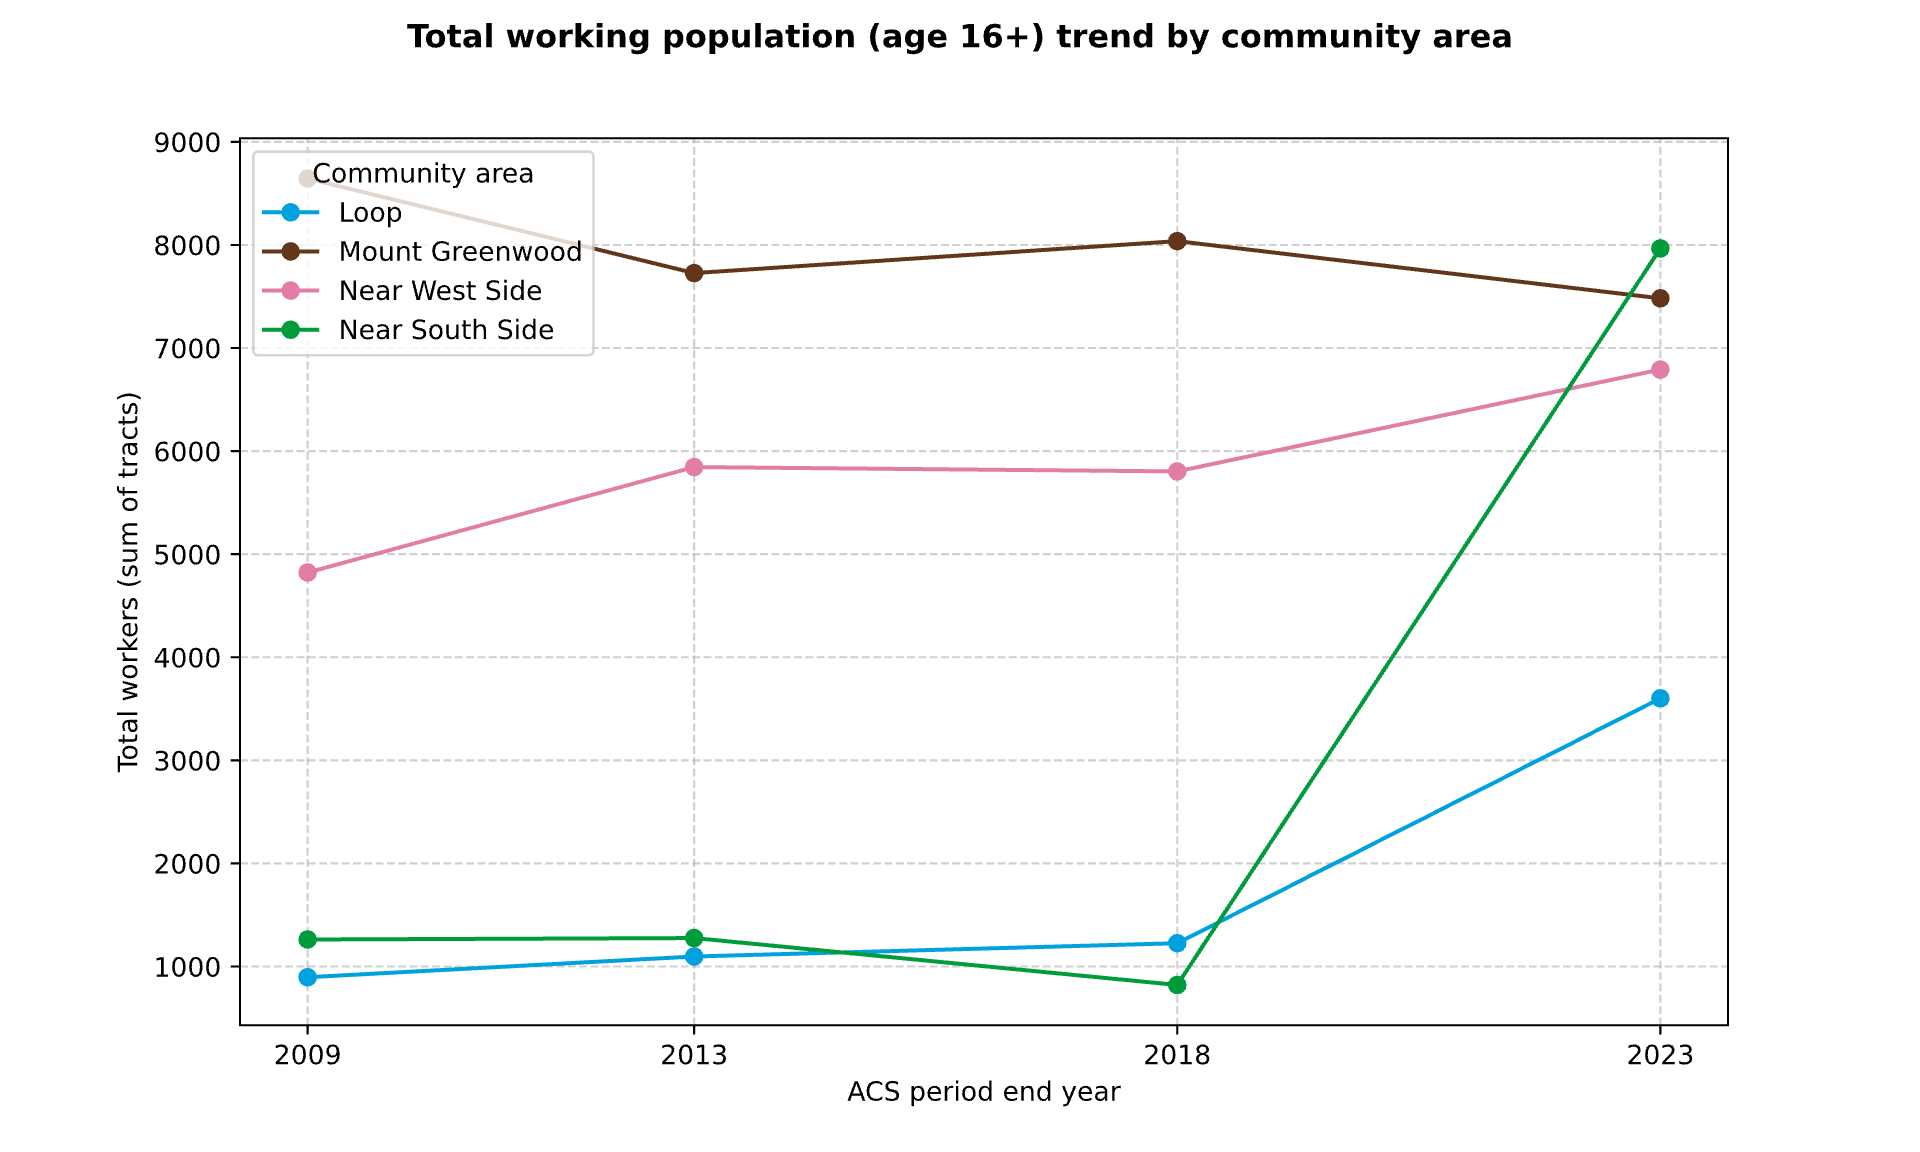 Total working population (age 16+) trend by community area
9000
8000
7000
6000
5000
4000
3000
2000
1000
Total workers (sum of tracts)
Community area
Loop
Mount Greenwood
Near West Side
Near South Side
2009
2013
2018
2023
ACS period end year